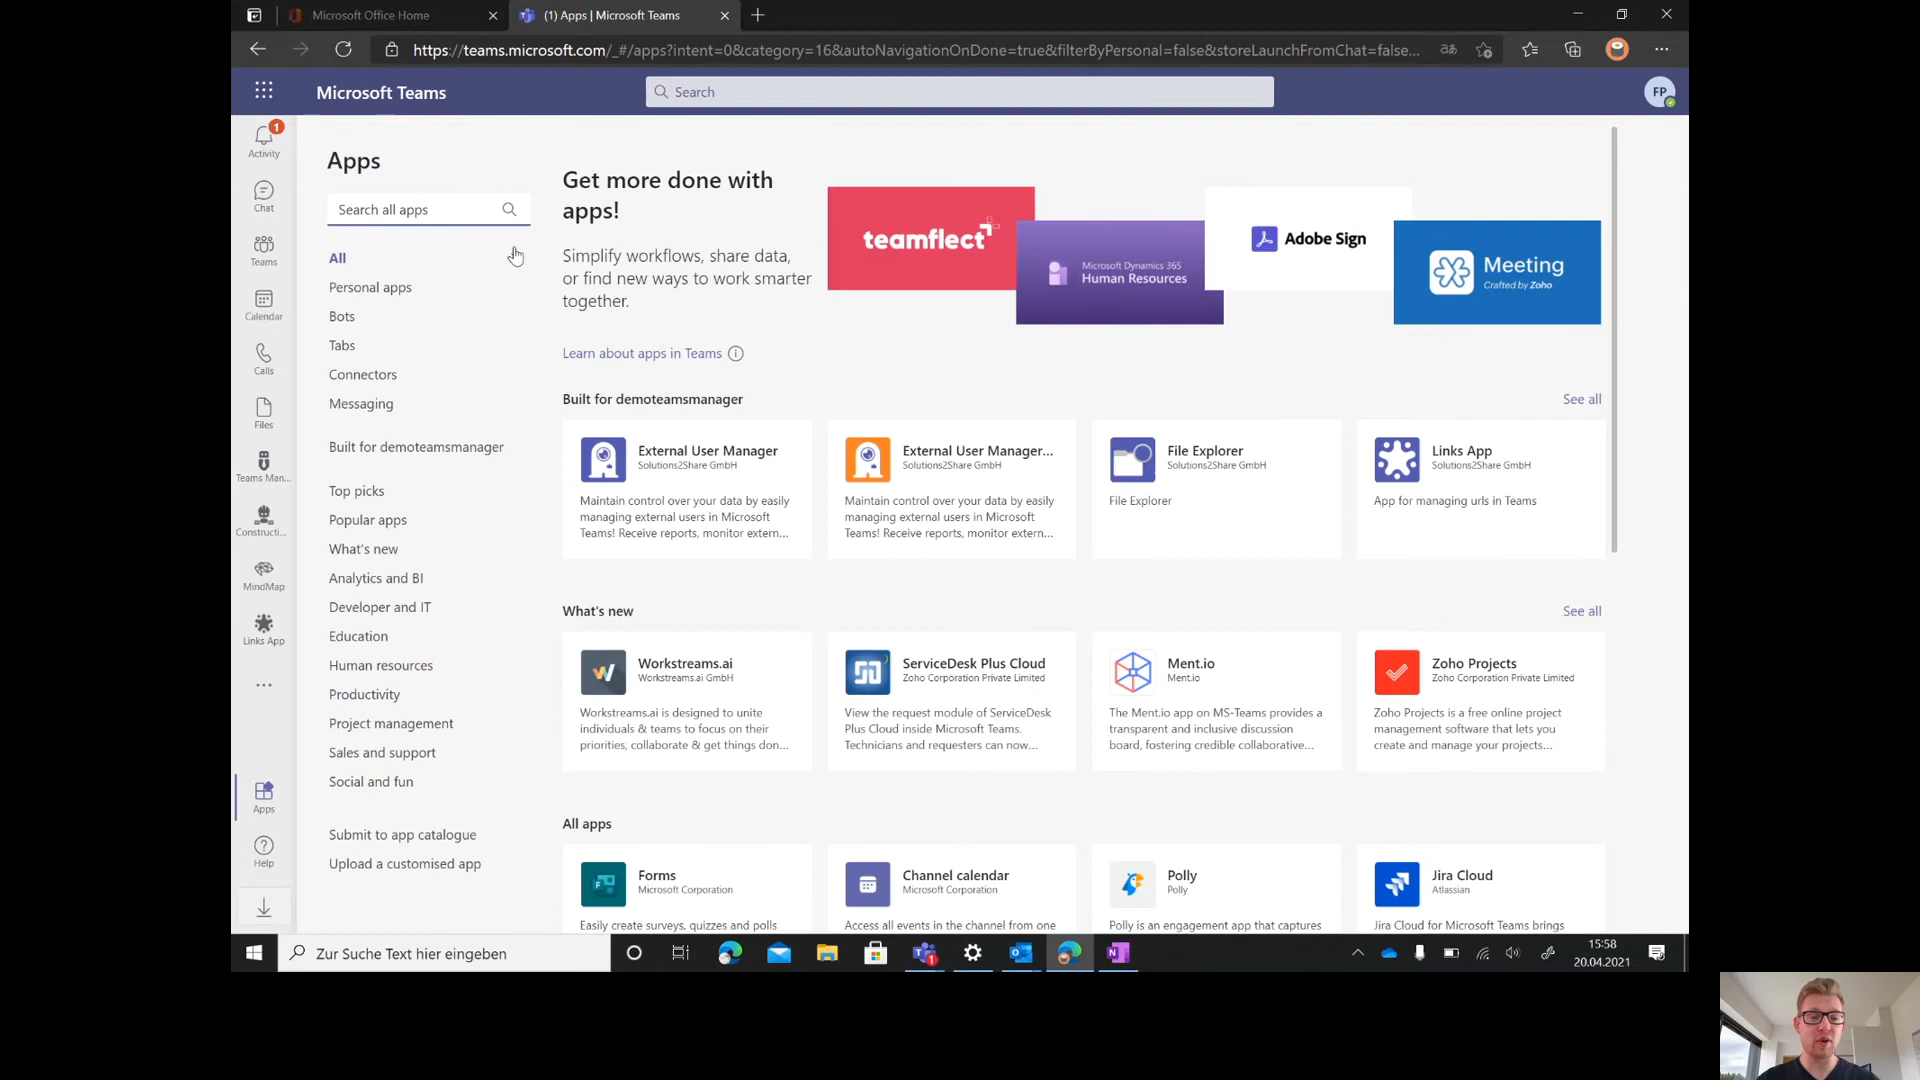 Microsoft Office Home
(1) Apps | Microsoft Teams
https://teams.microsoft.com/_#/apps?intent=0&category=16&autoNavigationOnDone=true&filterByPersonal=false&storeLaunchFromChat=false...
Microsoft Teams
Search
FP
1
Activity
Chat
Teams
Calendar
Calls
Files
Teams Man...
Constructi...
MindMap
Links App
...
Apps
Help
Apps
Search all apps
All
Personal apps
Bots
Tabs
Connectors
Messaging
Built for demoteamsmanager
Top picks
Popular apps
What's new
Analytics and BI
Developer and IT
Education
Human resources
Productivity
Project management
Sales and support
Social and fun
Submit to app catalogue
Upload a customised app
Get more done with
apps!
Simplify workflows, share data,
or find new ways to work smarter
together.
Learn about apps in Teams
teamflect
Microsoft Dynamics 365
Human Resources
Adobe Sign
Meeting
Crafted by Zoho
Built for demoteamsmanager
See all
External User Manager
Solutions2Share GmbH
Maintain control over your data by easily
managing external users in Microsoft
Teams! Receive reports, monitor extern...
External User Manager...
Solutions2Share GmbH
Maintain control over your data by easily
managing external users in Microsoft
Teams! Receive reports, monitor extern...
File Explorer
Solutions2Share GmbH
File Explorer
Links App
Solutions2Share GmbH
App for managing urls in Teams
What's new
See all
Workstreams.ai
Workstreams.ai GmbH
Workstreams.ai is designed to unite
individuals & teams to focus on their
priorities, collaborate & get things don...
ServiceDesk Plus Cloud
Zoho Corporation Private Limited
View the request module of ServiceDesk
Plus Cloud inside Microsoft Teams.
Technicians and requesters can now...
Ment.io
Ment.io
The Ment.io app on MS-Teams provides a
transparent and inclusive discussion
board, fostering credible collaborative...
Zoho Projects
Zoho Corporation Private Limited
Zoho Projects is a free online project
management software that lets you
create and manage your projects...
All apps
Forms
Microsoft Corporation
Easily create surveys, quizzes and polls
Channel calendar
Microsoft Corporation
Access all events in the channel from one
Polly
Polly
Polly is an engagement app that captures
Jira Cloud
Atlassian
Jira Cloud for Microsoft Teams brings
Zur Suche Text hier eingeben
15:58
20.04.2021